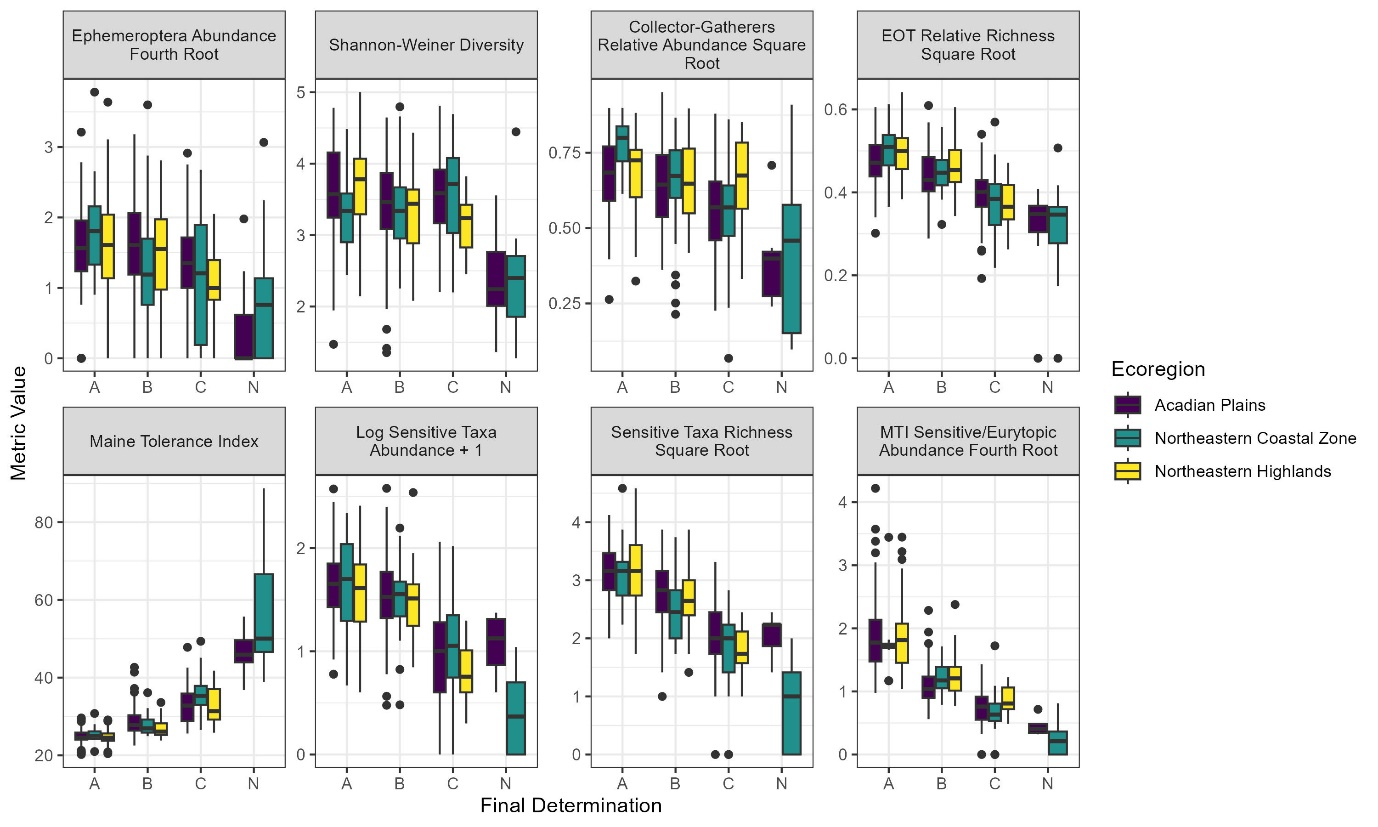 Ephemeroptera Abundance
Fourth Root
Shannon-Weiner Diversity
Collector-Gatherers
Relative Abundance Square
Root
EOT Relative Richness
Square Root
0
1
2
3
A
B
C
N
2
3
4
5
A
B
C
N
0.25
0.50
0.75
A
B
C
N
0.0
0.2
0.4
0.6
A
B
C
N
Maine Tolerance Index
Log Sensitive Taxa
Abundance + 1
Sensitive Taxa Richness
Square Root
MTI Sensitive/Eurytopic
Abundance Fourth Root
20
40
60
80
A
B
C
N
0
1
2
A
B
C
N
0
1
2
3
4
A
B
C
N
0
1
2
3
4
A
B
C
N
Metric Value
Final Determination
Ecoregion
Acadian Plains
Northeastern Coastal Zone
Northeastern Highlands